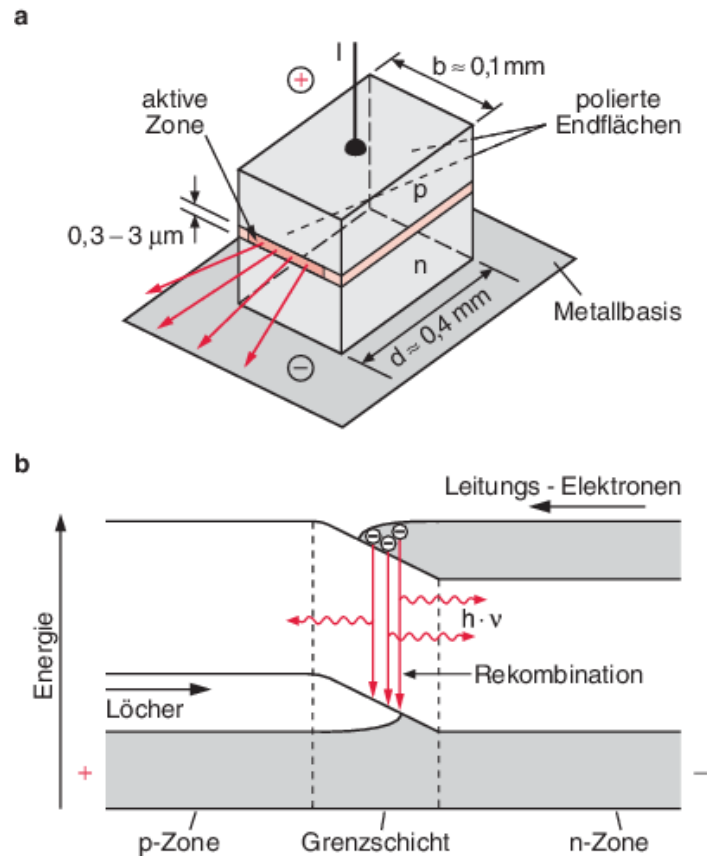 a
I
b ≈ 0,1 mm
+
aktive
Zone
polierte
Endflächen
p
0,3 – 3 μm
n
d ≈ 0,4 mm
Metallbasis
−
b
Leitungs - Elektronen
− − −
h · ν
Energie
Rekombination
Löcher
+
−
p-Zone
Grenzschicht
n-Zone